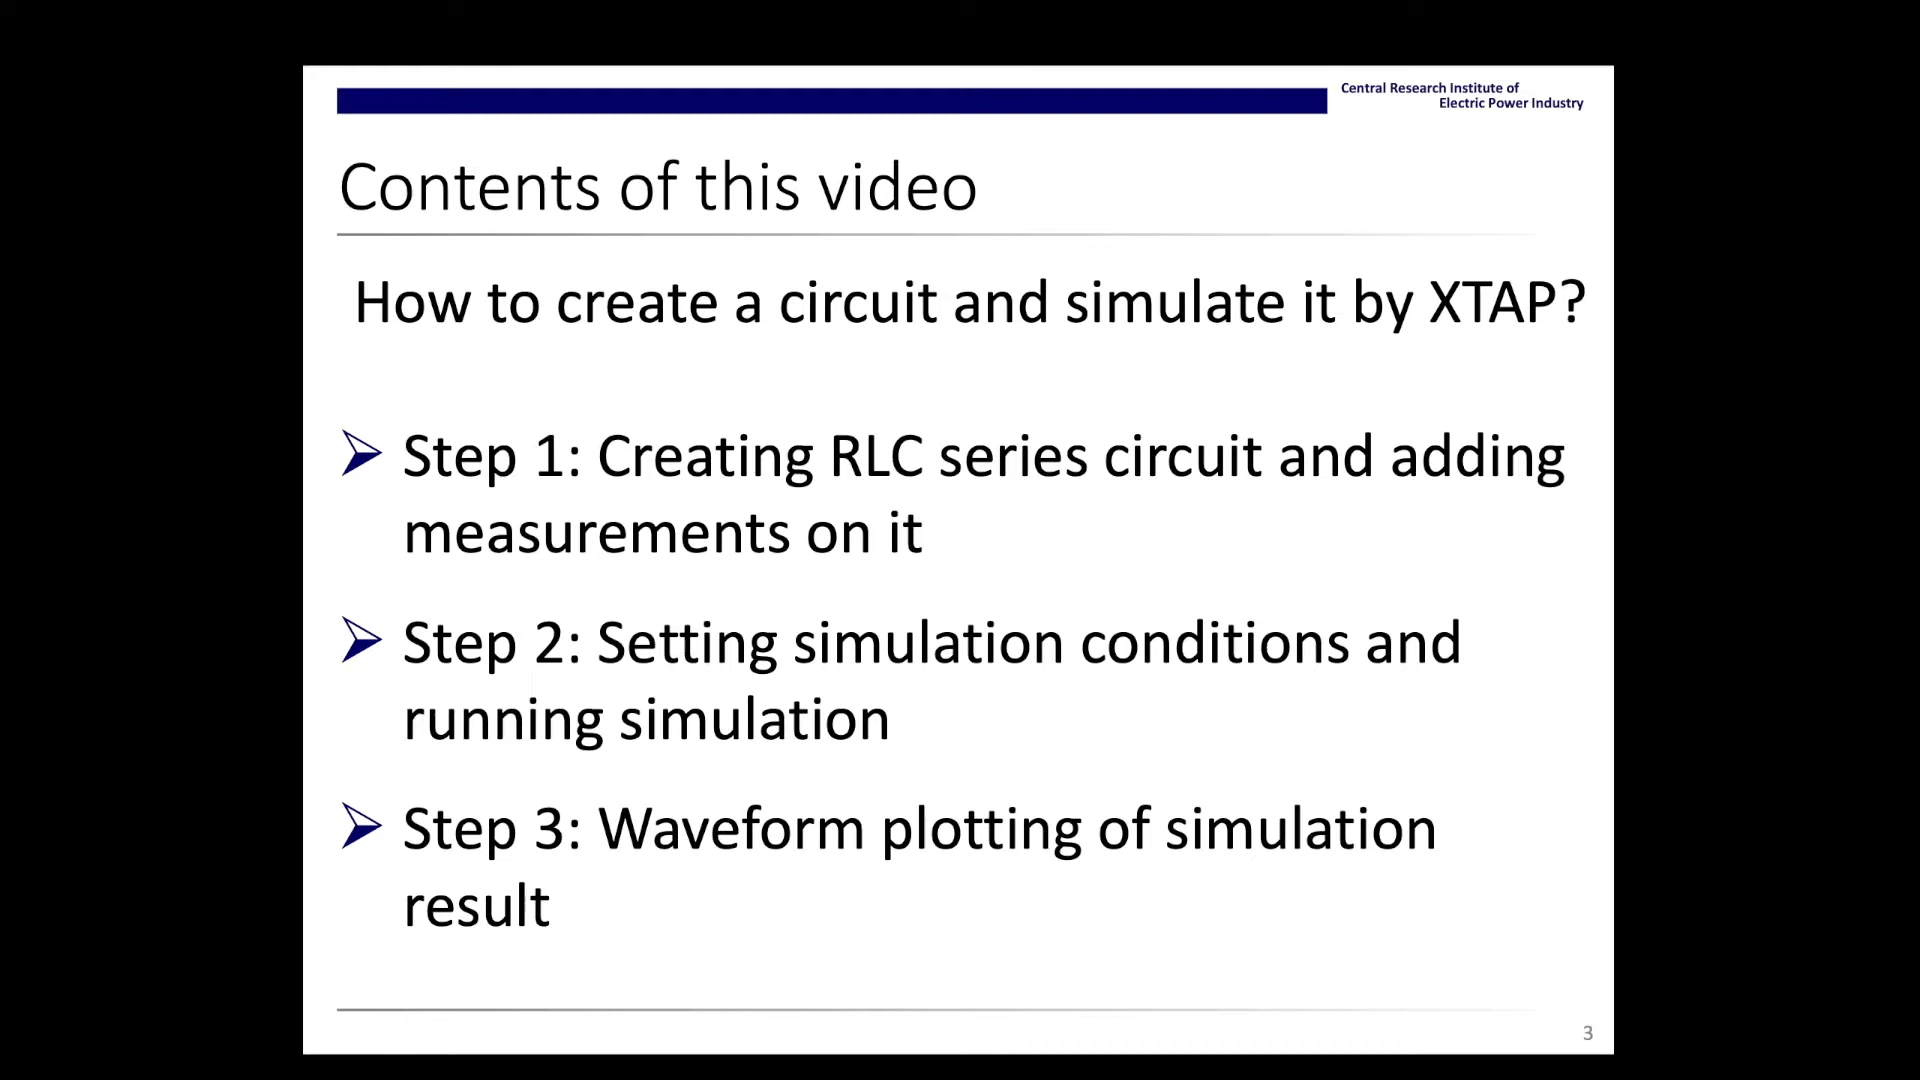 Central Research Institute of
Electric Power Industry
Contents of this video
How to create a circuit and simulate it by XTAP?
Step 1: Creating RLC series circuit and adding
measurements on it
Step 2: Setting simulation conditions and
running simulation
Step 3: Waveform plotting of simulation
result
3